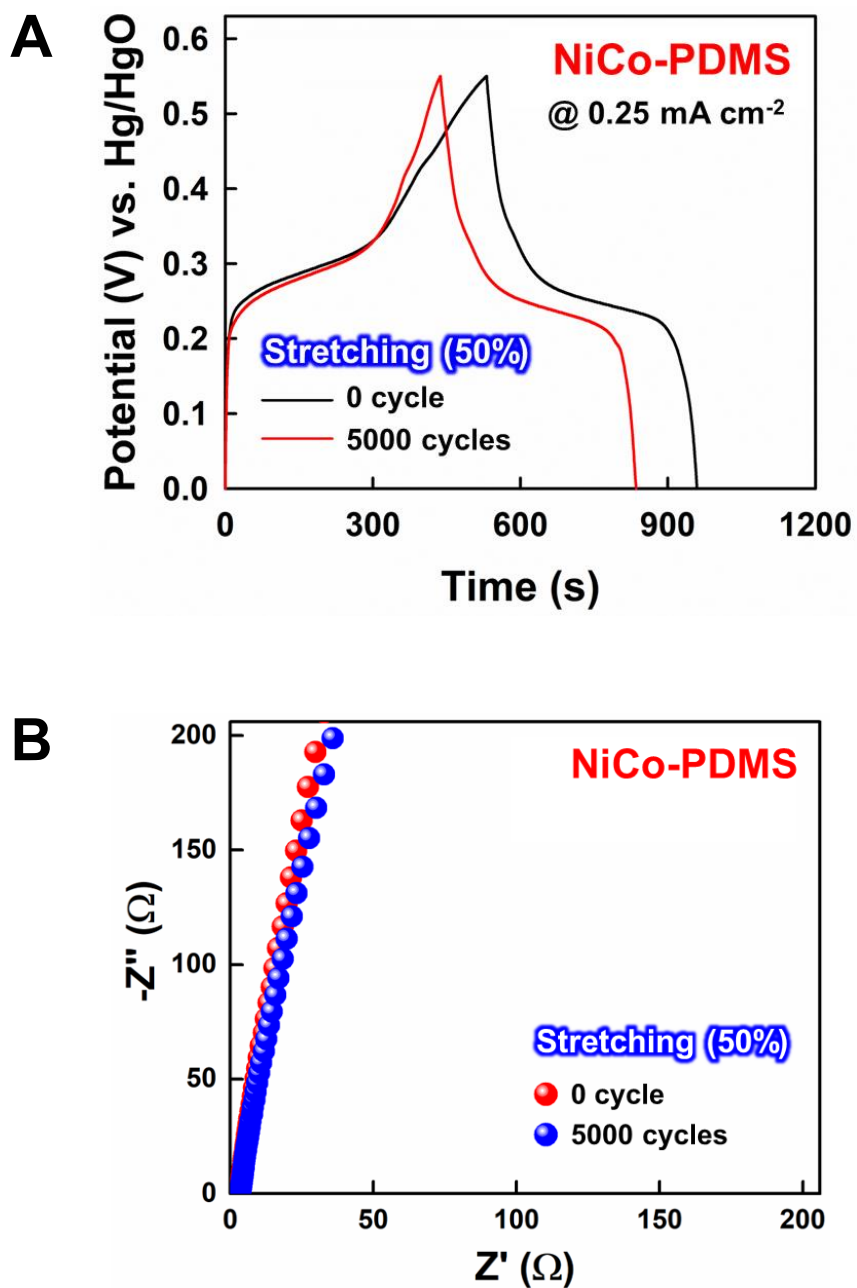 A
NiCo-PDMS
@ 0.25 mA cm-2
Potential (V) vs. Hg/HgO
0.6
0.5
0.4
0.3
0.2
0.1
0.0
Stretching (50%)
0 cycle
5000 cycles
0 300 600 900 1200
Time (s)
B
NiCo-PDMS
-Z" (Ω)
200
150
100
50
0
Stretching (50%)
0 cycle
5000 cycles
0 50 100 150 200
Z' (Ω)